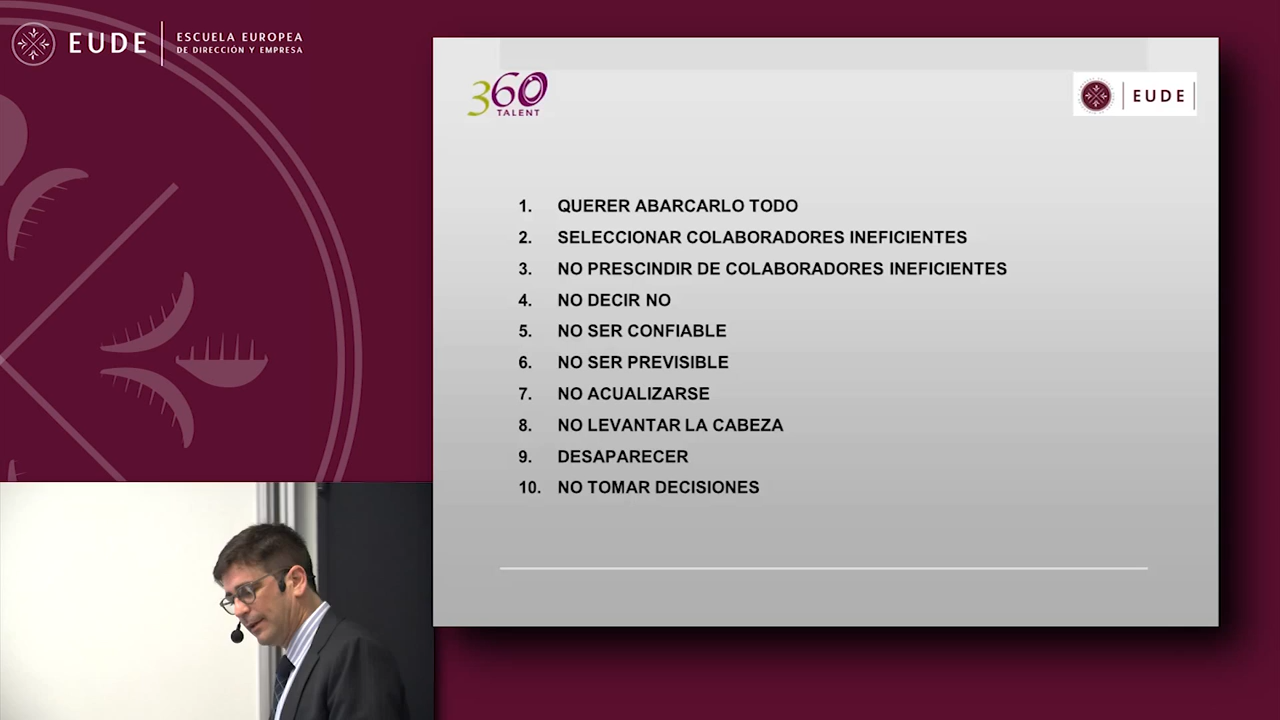 EUDE
ESCUELA EUROPEA
DE DIRECCIÓN Y EMPRESA
360
TALENT
EUDE
1. QUERER ABARCARLO TODO
2. SELECCIONAR COLABORADORES INEFICIENTES
3. NO PRESCINDIR DE COLABORADORES INEFICIENTES
4. NO DECIR NO
5. NO SER CONFIABLE
6. NO SER PREVISIBLE
7. NO ACUALIZARSE
8. NO LEVANTAR LA CABEZA
9. DESAPARECER
10. NO TOMAR DECISIONES